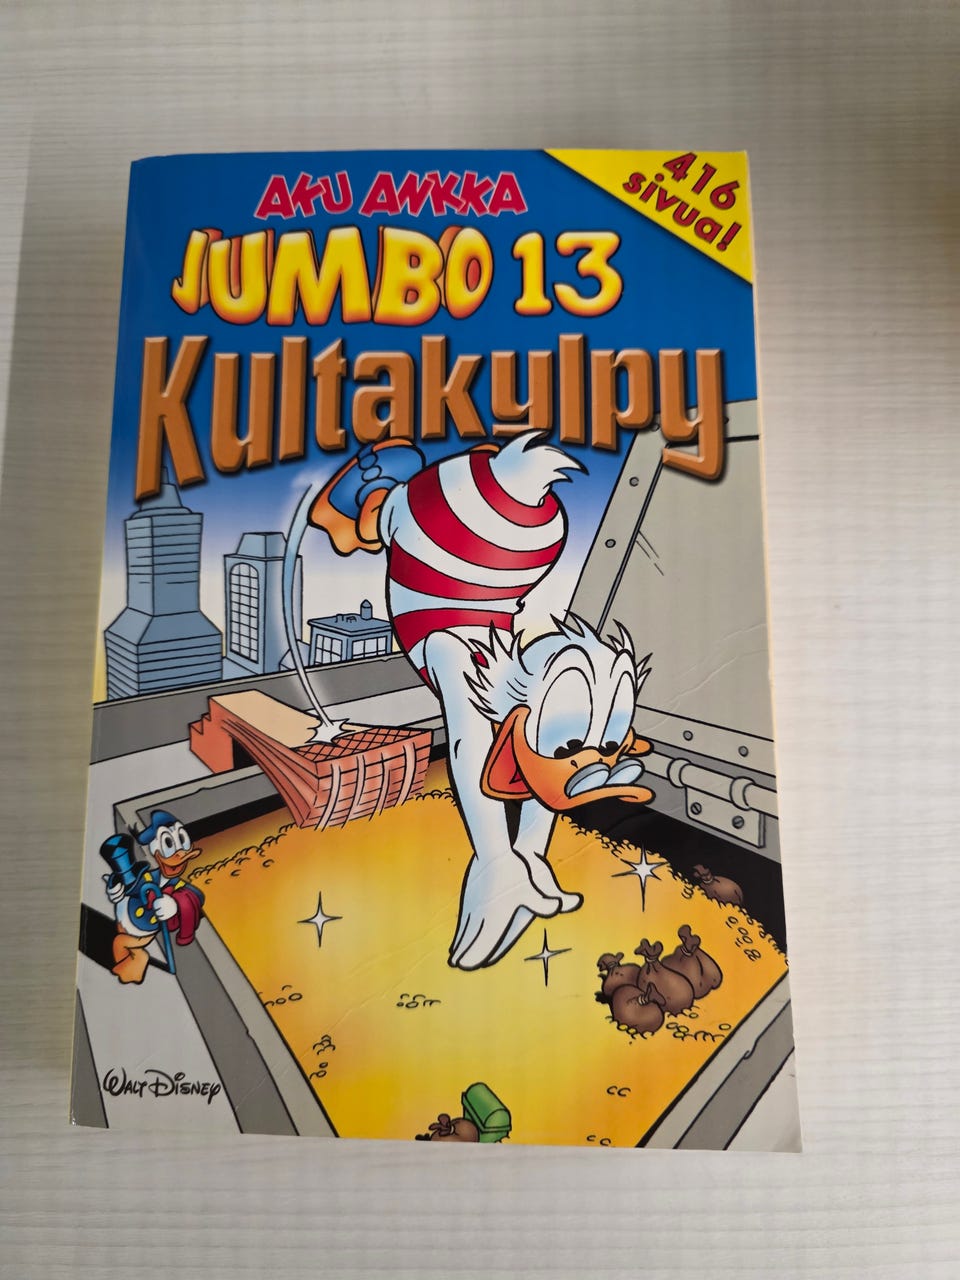 416
sivua!
AKU ANKKA
JUMBO 13
Kultakylpy
WALT DISNEY